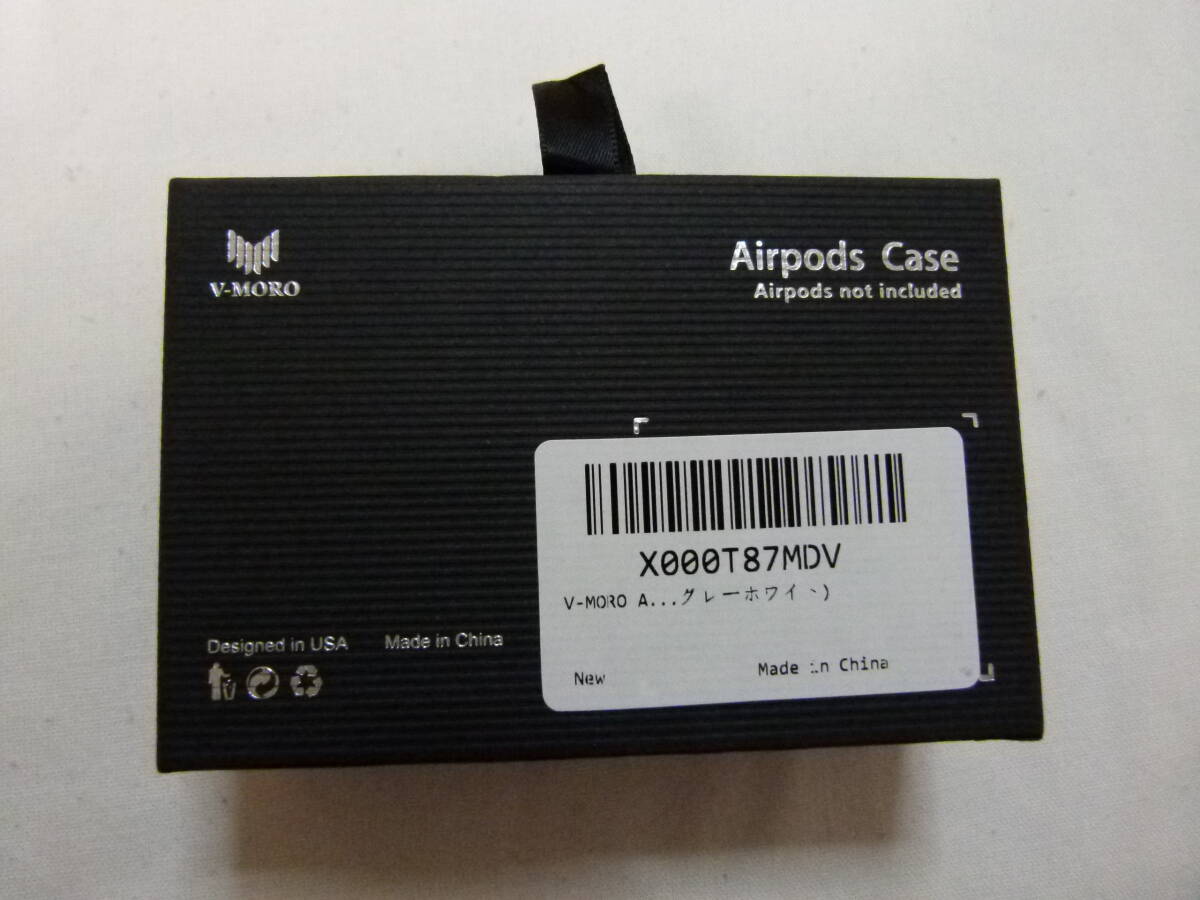 V-MORO
Airpods Case
Airpods not included
X000T87MDV
V-MORO A...グレーホワイト)
New Made in China
Designed in USA Made in China